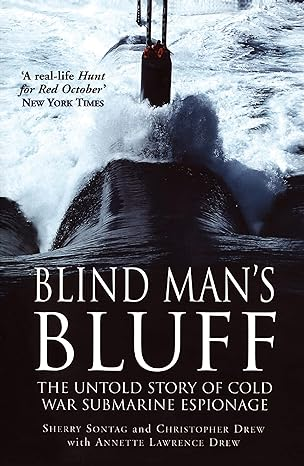 'A real-life Hunt
for Red October'
NEW YORK TIMES
BLIND MAN'S
BLUFF
THE UNTOLD STORY OF COLD
WAR SUBMARINE ESPIONAGE
SHERRY SONTAG AND CHRISTOPHER DREW
WITH ANNETTE LAWRENCE DREW